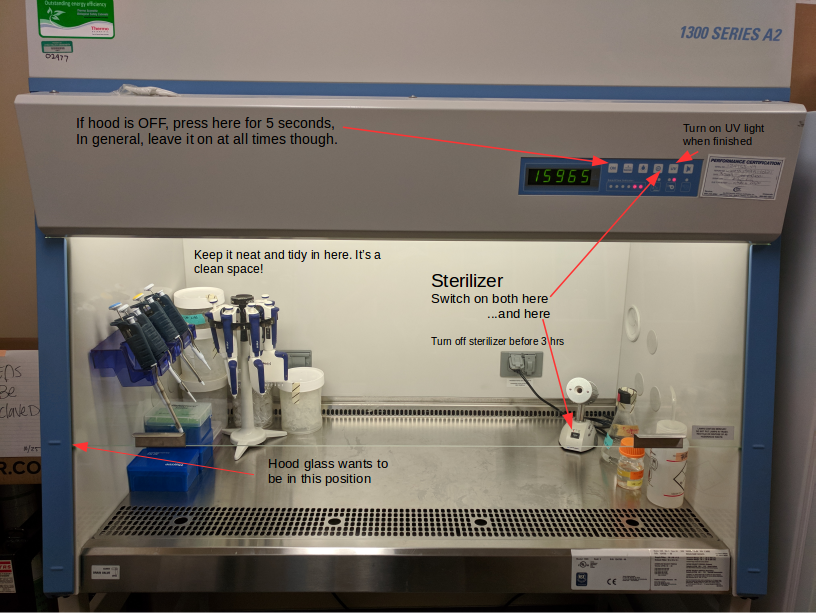 Outstanding energy efficiency
Thermo
02977
1300 SERIES A2
If hood is OFF, press here for 5 seconds,
In general, leave it on at all times though.
Turn on UV light
when finished
15965
PERFORMANCE CERTIFICATION
Keep it neat and tidy in here. It's a
clean space!
Sterilizer
Switch on both here
...and here
Turn off sterilizer before 3 hrs
Hood glass wants to
be in this position